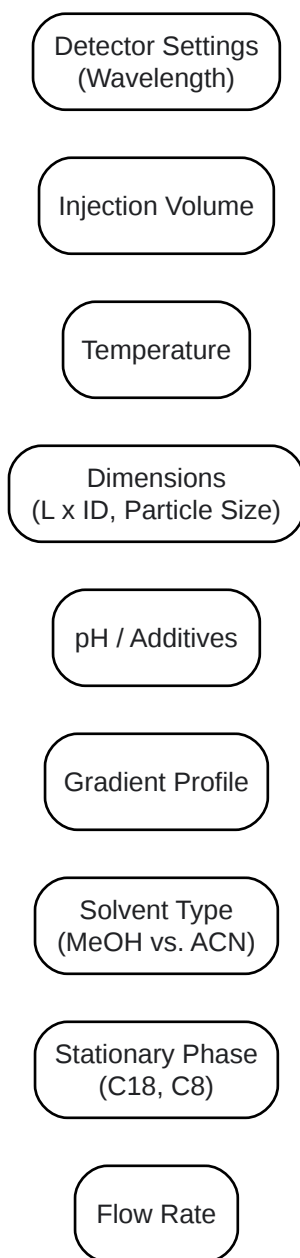 Detector Settings
(Wavelength)
Injection Volume
Temperature
Dimensions
(L x ID, Particle Size)
pH / Additives
Gradient Profile
Solvent Type
(MeOH vs. ACN)
Stationary Phase
(C18, C8)
Flow Rate